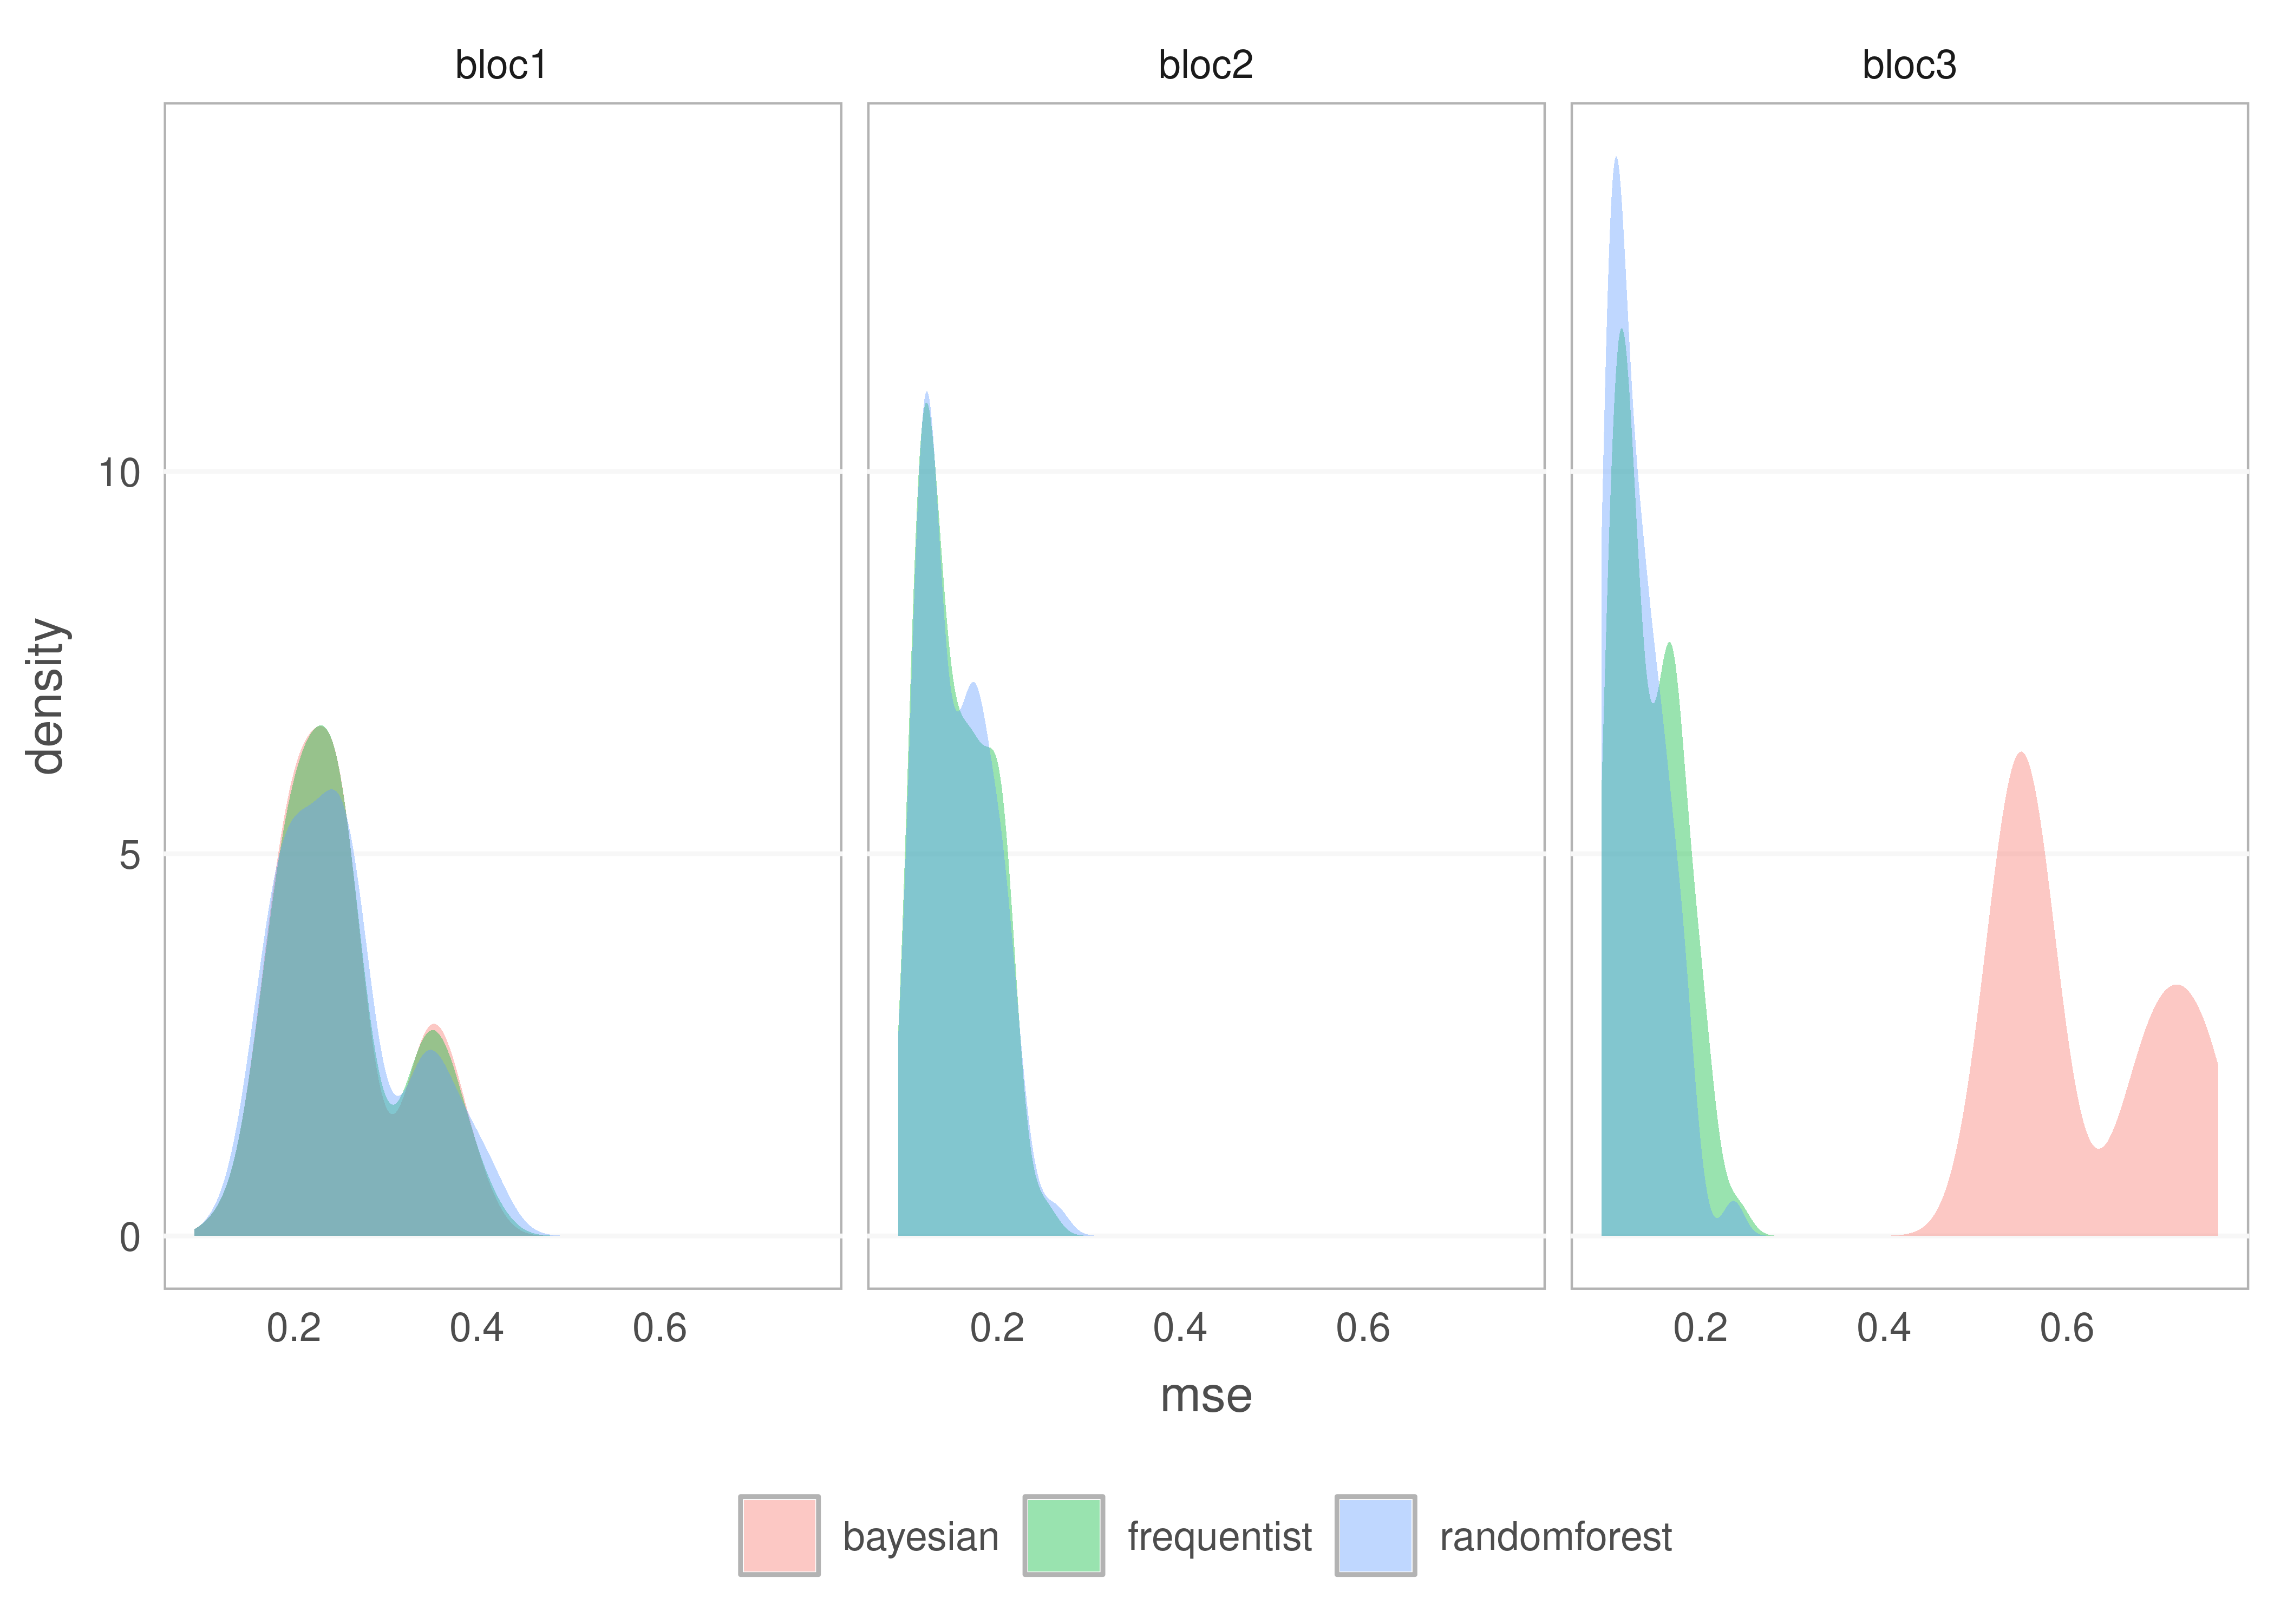 bloc1 bloc2 bloc3
density
10
5
0
0.2 0.4 0.6 0.2 0.4 0.6 0.2 0.4 0.6
mse
bayesian frequentist randomforest